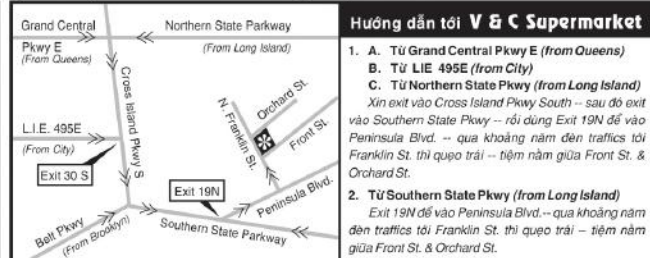 Grand Central
Pkwy E
(From Queens)
Northern State Parkway
(From Long Island)
Cross Island Pkwy S
L.I.E. 495E
(From City)
Exit 30 S
N. Franklin St.
Orchard St.
Front St.
Exit 19N
Peninsula Blvd.
Belt Pkwy
(From Brooklyn)
Southern State Parkway
Hướng dẫn tới V & C Supermarket
1. A. Từ Grand Central Pkwy E (from Queens)
B. Từ LIE 495E (from City)
C. Từ Northern State Pkwy (from Long Island)
Xin exit vào Cross Island Pkwy South -- sau đó exit
vào Southern State Pkwy -- rồi dùng Exit 19N để vào
Peninsula Blvd. -- qua khoảng năm đèn traffics tới
Franklin St. thì quẹo trái -- tiệm nằm giữa Front St. &
Orchard St.
2. Từ Southern State Pkwy (from Long Island)
Exit 19N để vào Peninsula Blvd.-- qua khoảng năm
đèn traffics tới Franklin St. thì quẹo trái -- tiệm nằm
giữa Front St. & Orchard St.